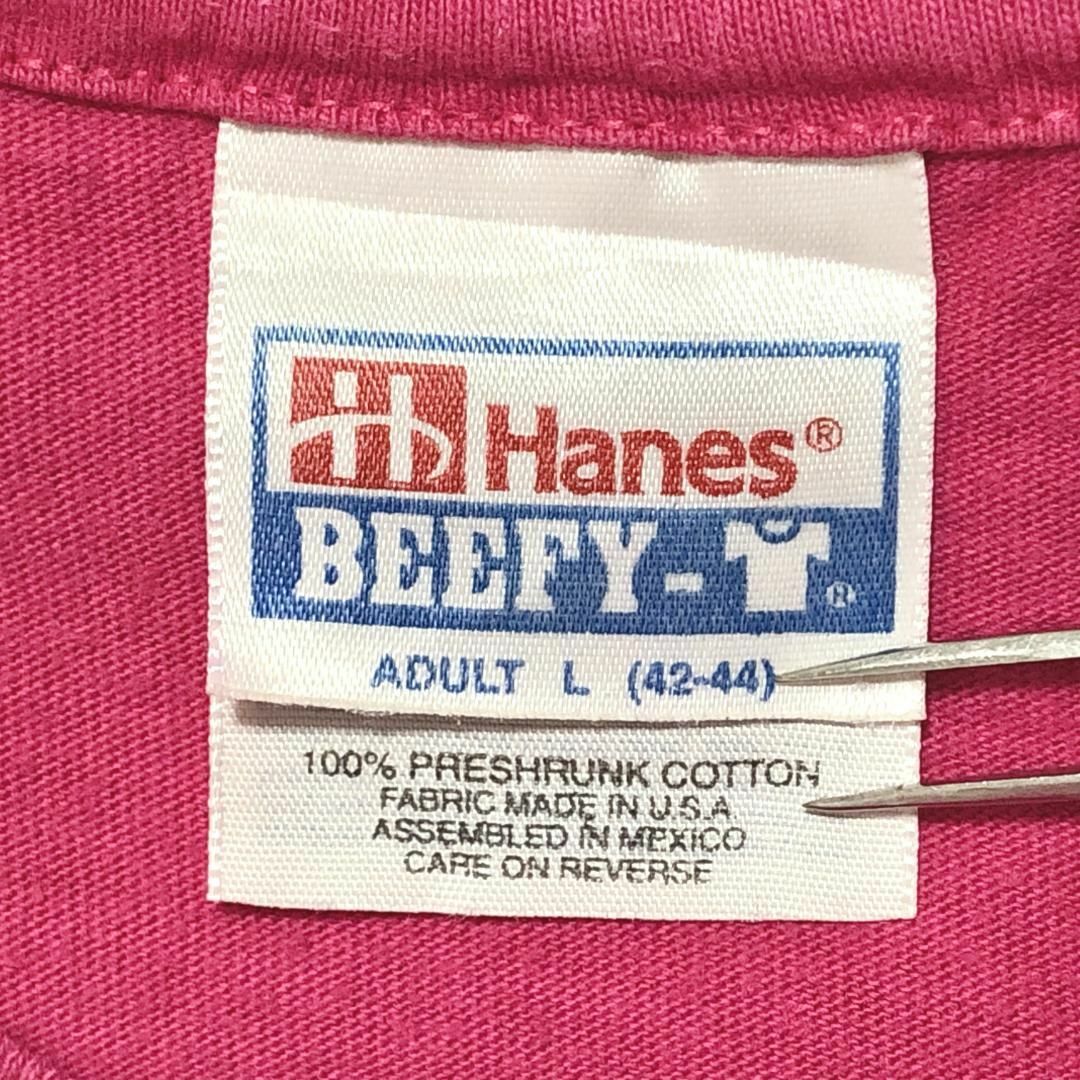 H Hanes®
BEEFY-T®
ADULT L (42-44)
100% PRESHRUNK COTTON
FABRIC MADE IN U.S.A
ASSEMBLED IN MEXICO
CARE ON REVERSE